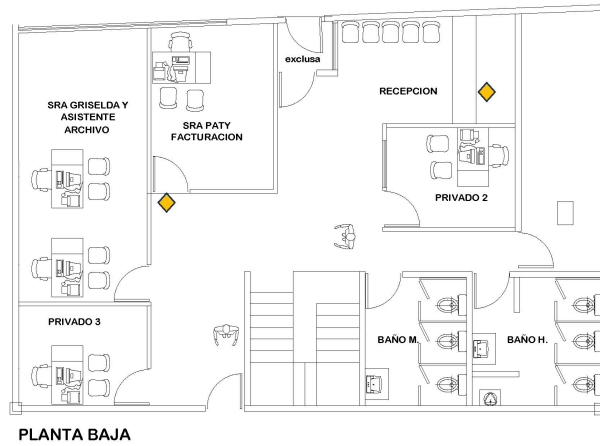 exclusa
RECEPCION
SRA GRISELDA Y
ASISTENTE
ARCHIVO
SRA PATY
FACTURACION
PRIVADO 2
PRIVADO 3
BAÑO M.
BAÑO H.
PLANTA BAJA